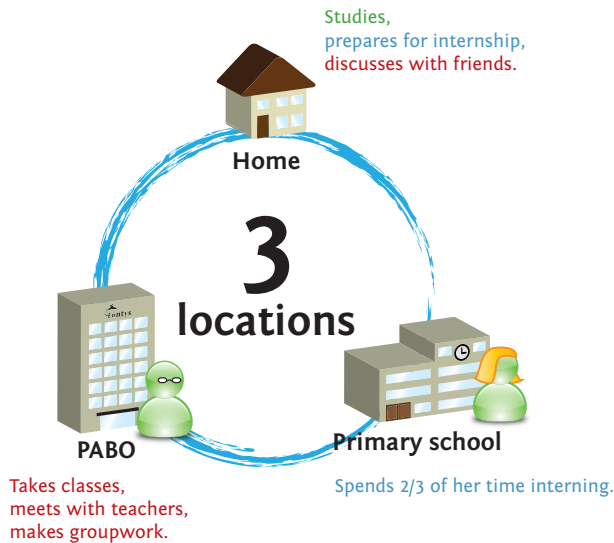 Studies,
prepares for internship,
discusses with friends.
Home
3
locations
Fontys
PABO
Primary school
Takes classes,
meets with teachers,
makes groupwork.
Spends 2/3 of her time interning.